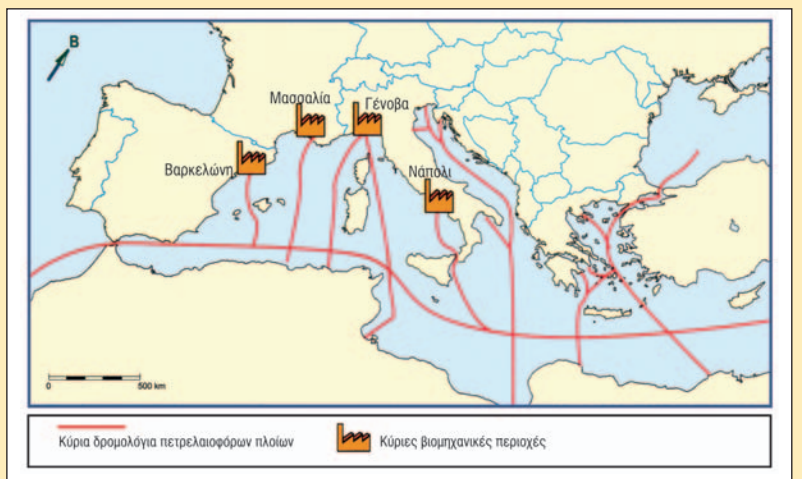 Β
Μασσαλία
Γένοβα
Βαρκελώνη
Νάπολι
0 500 km
Κύρια δρομολόγια πετρελαιοφόρων πλοίων
Κύριες βιομηχανικές περιοχές